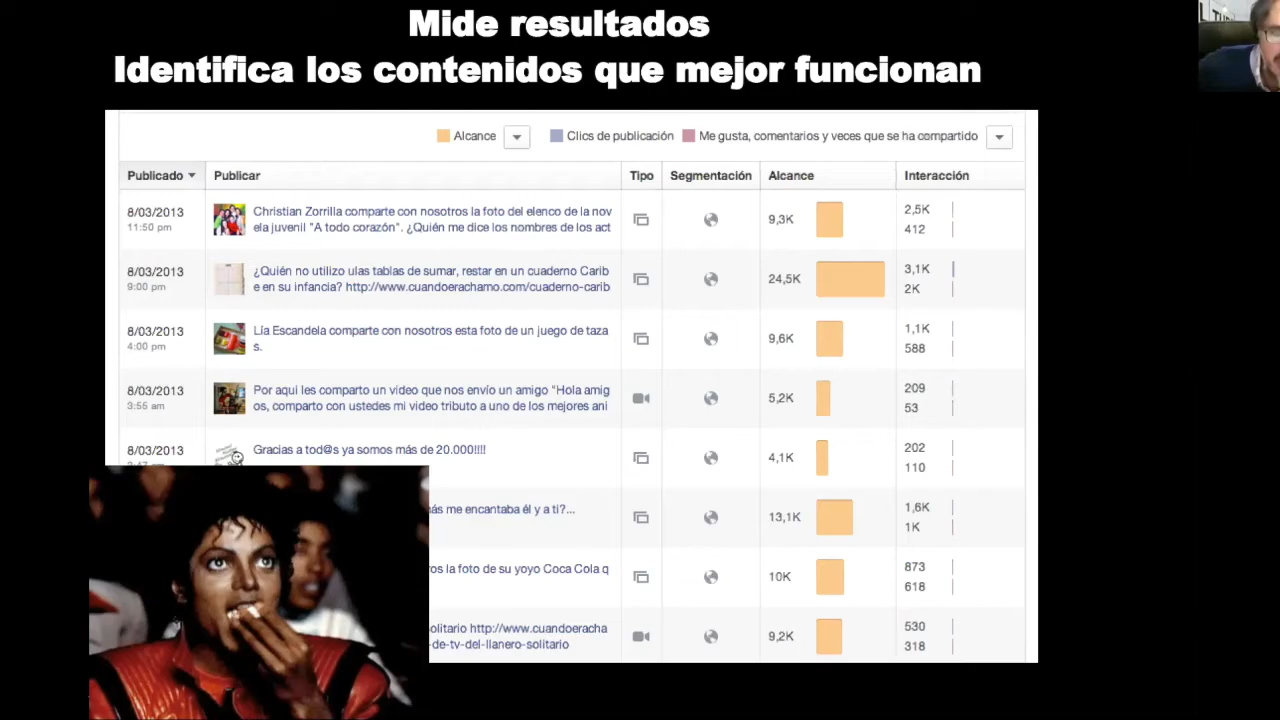 Mide resultados
Identifica los contenidos que mejor funcionan
Alcance Clics de publicación Me gusta, comentarios y veces que se ha compartido
Publicado Publicar Tipo Segmentación Alcance Interacción
8/03/2013 Christian Zorrilla comparte con nosotros la foto del elenco de la nov 9,3K 2,5K
11:50 pm ela juvenil "A todo corazón". ¿Quién me dice los nombres de los act 412
8/03/2013 ¿Quién no utilizo ulas tablas de sumar, restar en un cuaderno Carib 24,5K 3,1K
9:00 pm e en su infancia? http://www.cuandoerachamo.com/cuaderno-carib 2K
8/03/2013 Lía Escandela comparte con nosotros esta foto de un juego de taza 9,6K 1,1K
4:00 pm s. 588
8/03/2013 Por aqui les comparto un video que nos envío un amigo "Hola amig 5,2K 209
3:55 am os, comparto con ustedes mi video tributo a uno de los mejores ani 53
8/03/2013 Gracias a tod@s ya somos más de 20.000!!!! 4,1K 202
110
ás me encantaba él y a ti?... 13,1K 1,6K
1K
os la foto de su yoyo Coca Cola q 10K 873
618
solitario http://www.cuandoeracha 9,2K 530
-de-tv-del-llanero-solitario 318